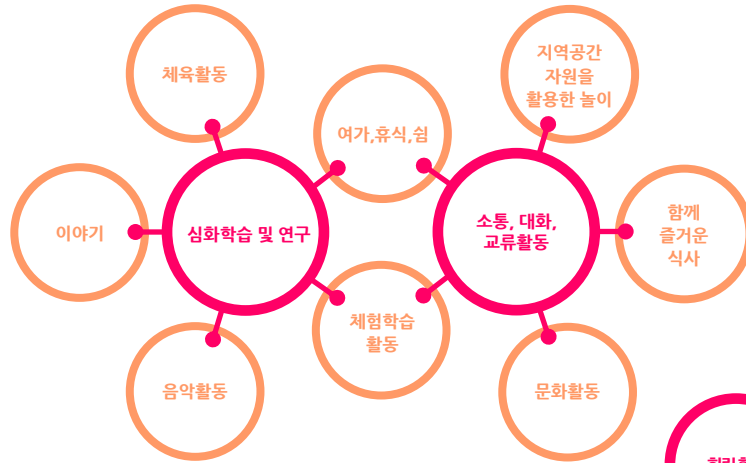 체육활동
지역공간
자원을
활용한 놀이
여가,휴식,쉼
이야기
심화학습 및 연구
소통, 대화,
교류활동
함께
즐거운
식사
체험학습
활동
음악활동
문화활동